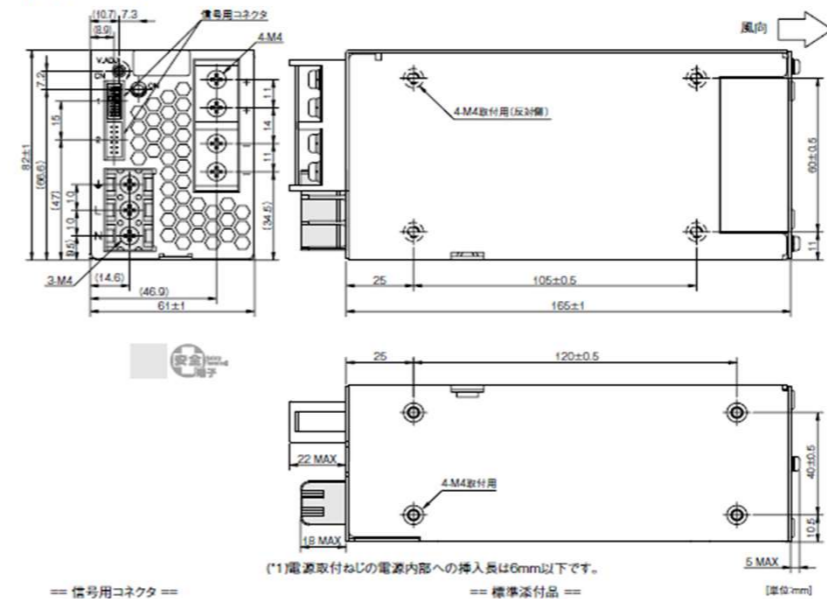 (10.7) 7.3
(8.9)
信号用コネクタ
4-M4
風向
V.ADJ
CN
7.2
1
2
15
82±1
(66.6)
(47)
10
10
9.5
L
N
+
+
-
-
11
14
11
(34.5)
3-M4
(14.6)
(46.9)
61±1
4-M4取付用(反対側)
60±0.5
11
25
105±0.5
165±1
安全
端子
25
120±0.5
22 MAX
4-M4取付用
18 MAX
40±0.5
10.5
5 MAX
(*1)電源取付ねじの電源内部への挿入長は6mm以下です。
== 信号用コネクタ ==
== 標準添付品 ==
[単位:mm]